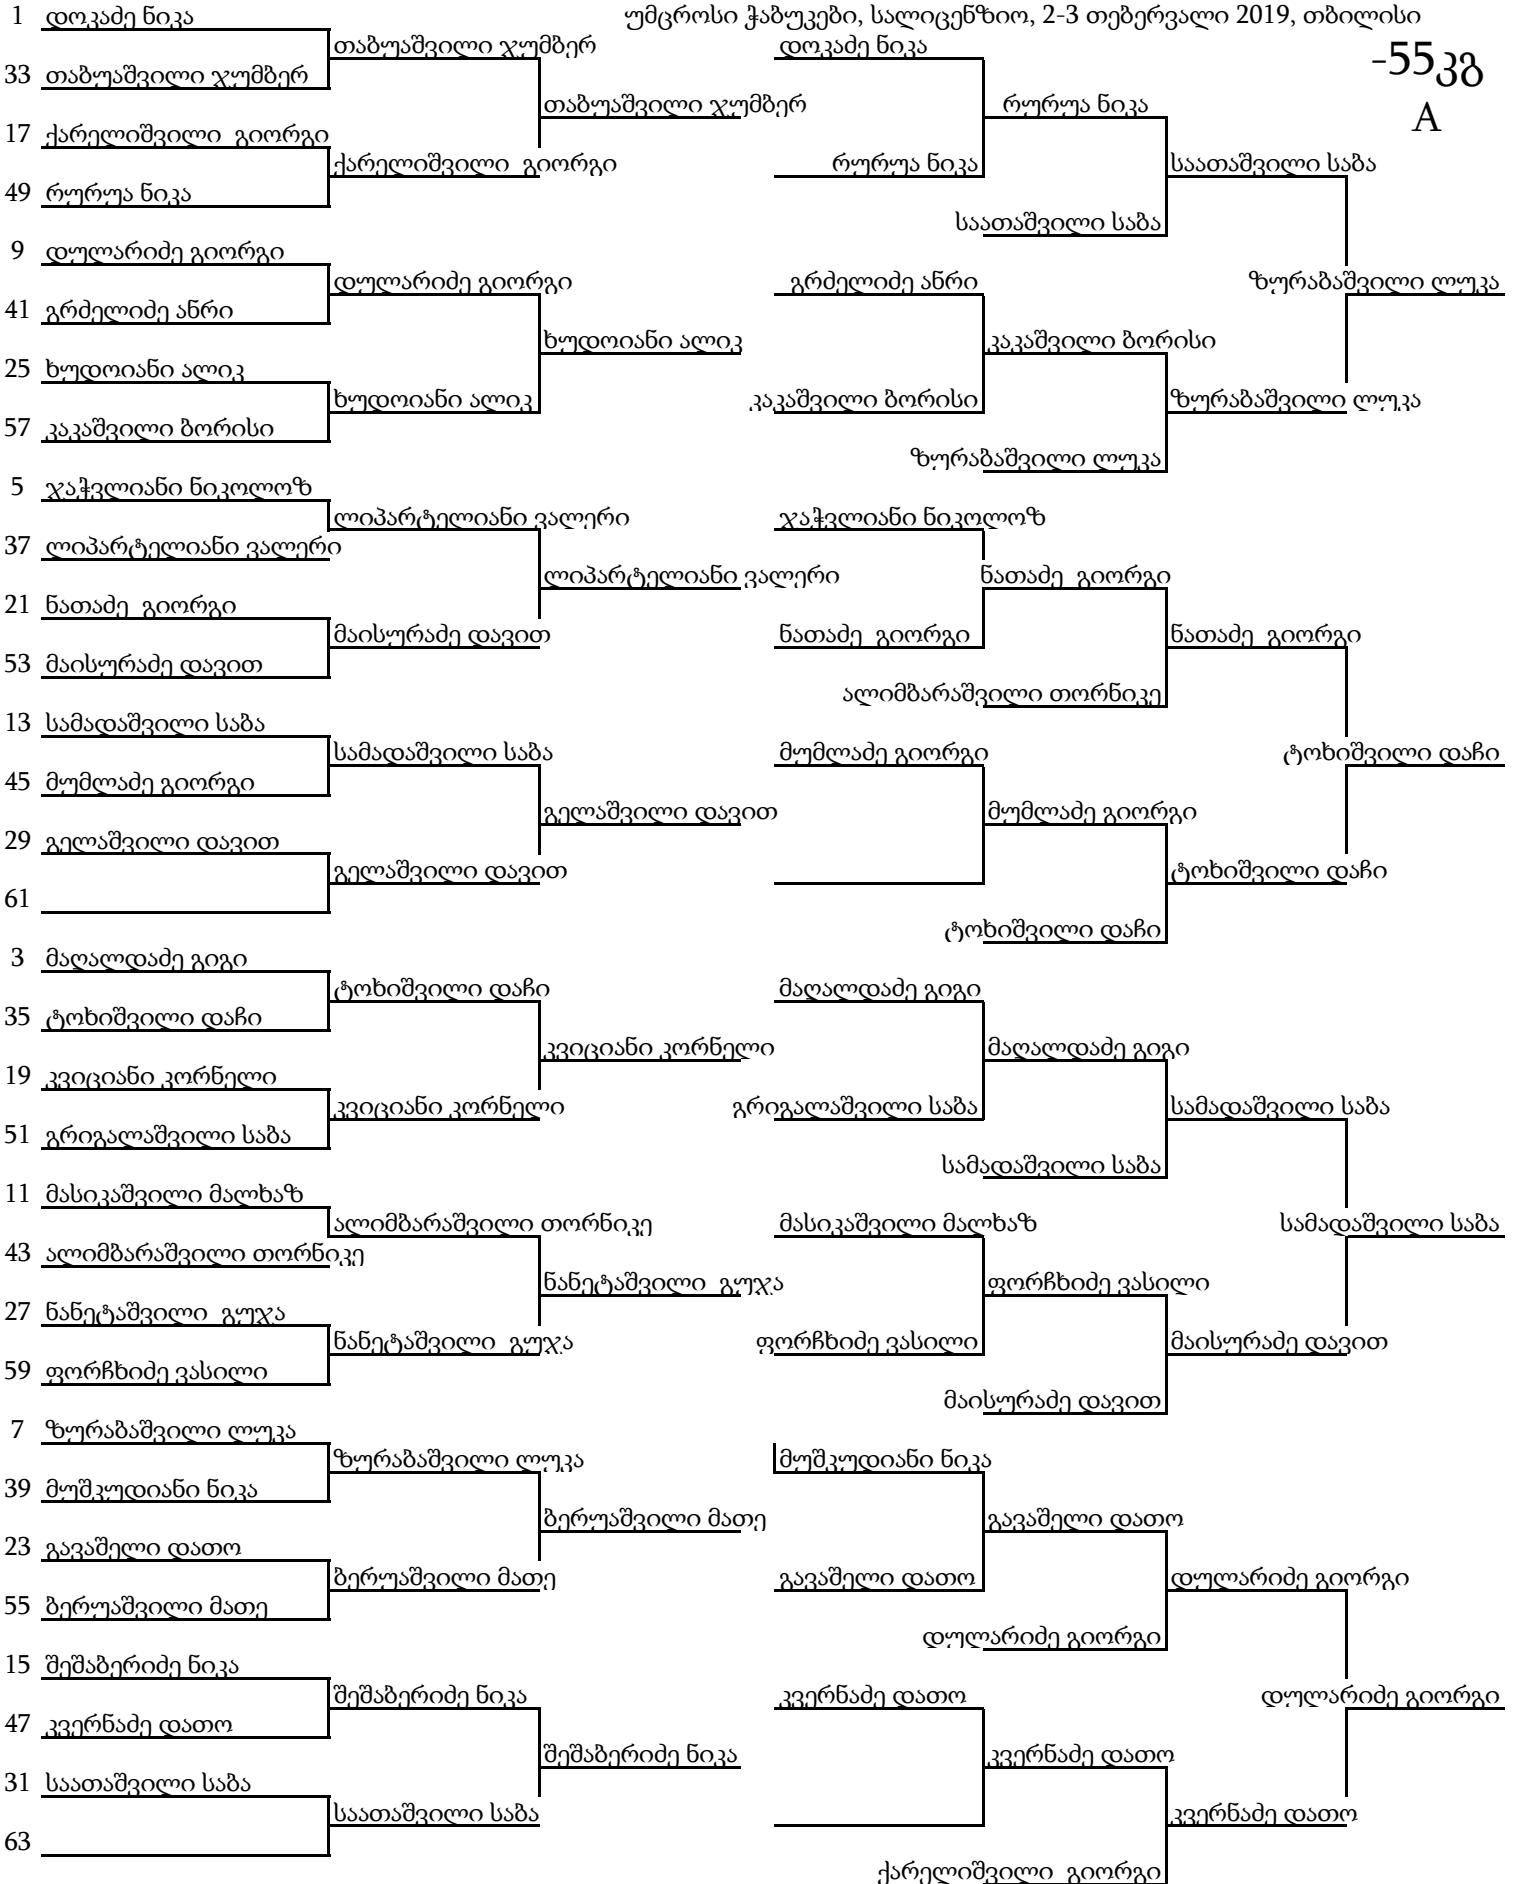 უმცროსი ჭაბუკები, სალიცენზიო, 2-3 თებერვალი 2019, თბილისი
-55კგ
A
1 დოკაძე ნიკა
თაბუაშვილი ჯუმბერ
33 თაბუაშვილი ჯუმბერ
თაბუაშვილი ჯუმბერ
17 ქარელიშვილი გიორგი
ქარელიშვილი გიორგი
49 რურუა ნიკა
9 დულარიძე გიორგი
დულარიძე გიორგი
41 გრძელიძე ანრი
ხუდოიანი ალიკ
25 ხუდოიანი ალიკ
ხუდოიანი ალიკ
57 კაკაშვილი ბორისი
5 ჯაჭვლიანი ნიკოლოზ
ლიპარტელიანი ვალერი
37 ლიპარტელიანი ვალერი
ლიპარტელიანი ვალერი
21 ნათაძე გიორგი
მაისურაძე დავით
53 მაისურაძე დავით
13 სამადაშვილი საბა
სამადაშვილი საბა
45 მუმლაძე გიორგი
გელაშვილი დავით
29 გელაშვილი დავით
გელაშვილი დავით
61
3 მაღალდაძე გიგი
ტოხიშვილი დაჩი
35 ტოხიშვილი დაჩი
კვიციანი კორნელი
19 კვიციანი კორნელი
კვიციანი კორნელი
51 გრიგალაშვილი საბა
11 მასიკაშვილი მალხაზ
ალიმბარაშვილი თორნიკე
43 ალიმბარაშვილი თორნიკე
ნანეტაშვილი გუჯა
27 ნანეტაშვილი გუჯა
ნანეტაშვილი გუჯა
59 ფორჩხიძე ვასილი
7 ზურაბაშვილი ლუკა
ზურაბაშვილი ლუკა
39 მუშკუდიანი ნიკა
ბერუაშვილი მათე
23 გავაშელი დათო
ბერუაშვილი მათე
55 ბერუაშვილი მათე
15 შეშაბერიძე ნიკა
შეშაბერიძე ნიკა
47 კვერნაძე დათო
შეშაბერიძე ნიკა
31 საათაშვილი საბა
საათაშვილი საბა
63
დოკაძე ნიკა
რურუა ნიკა
რურუა ნიკა
საათაშვილი საბა
საათაშვილი საბა
ზურაბაშვილი ლუკა
გრძელიძე ანრი
კაკაშვილი ბორისი
კაკაშვილი ბორისი
ზურაბაშვილი ლუკა
ზურაბაშვილი ლუკა
ჯაჭვლიანი ნიკოლოზ
ნათაძე გიორგი
ნათაძე გიორგი
ნათაძე გიორგი
ალიმბარაშვილი თორნიკე
ტოხიშვილი დაჩი
მუმლაძე გიორგი
მუმლაძე გიორგი
ტოხიშვილი დაჩი
ტოხიშვილი დაჩი
მაღალდაძე გიგი
მაღალდაძე გიგი
გრიგალაშვილი საბა
სამადაშვილი საბა
სამადაშვილი საბა
სამადაშვილი საბა
მასიკაშვილი მალხაზ
ფორჩხიძე ვასილი
ფორჩხიძე ვასილი
მაისურაძე დავით
მაისურაძე დავით
მუშკუდიანი ნიკა
გავაშელი დათო
გავაშელი დათო
დულარიძე გიორგი
დულარიძე გიორგი
დულარიძე გიორგი
კვერნაძე დათო
კვერნაძე დათო
კვერნაძე დათო
ქარელიშვილი გიორგი